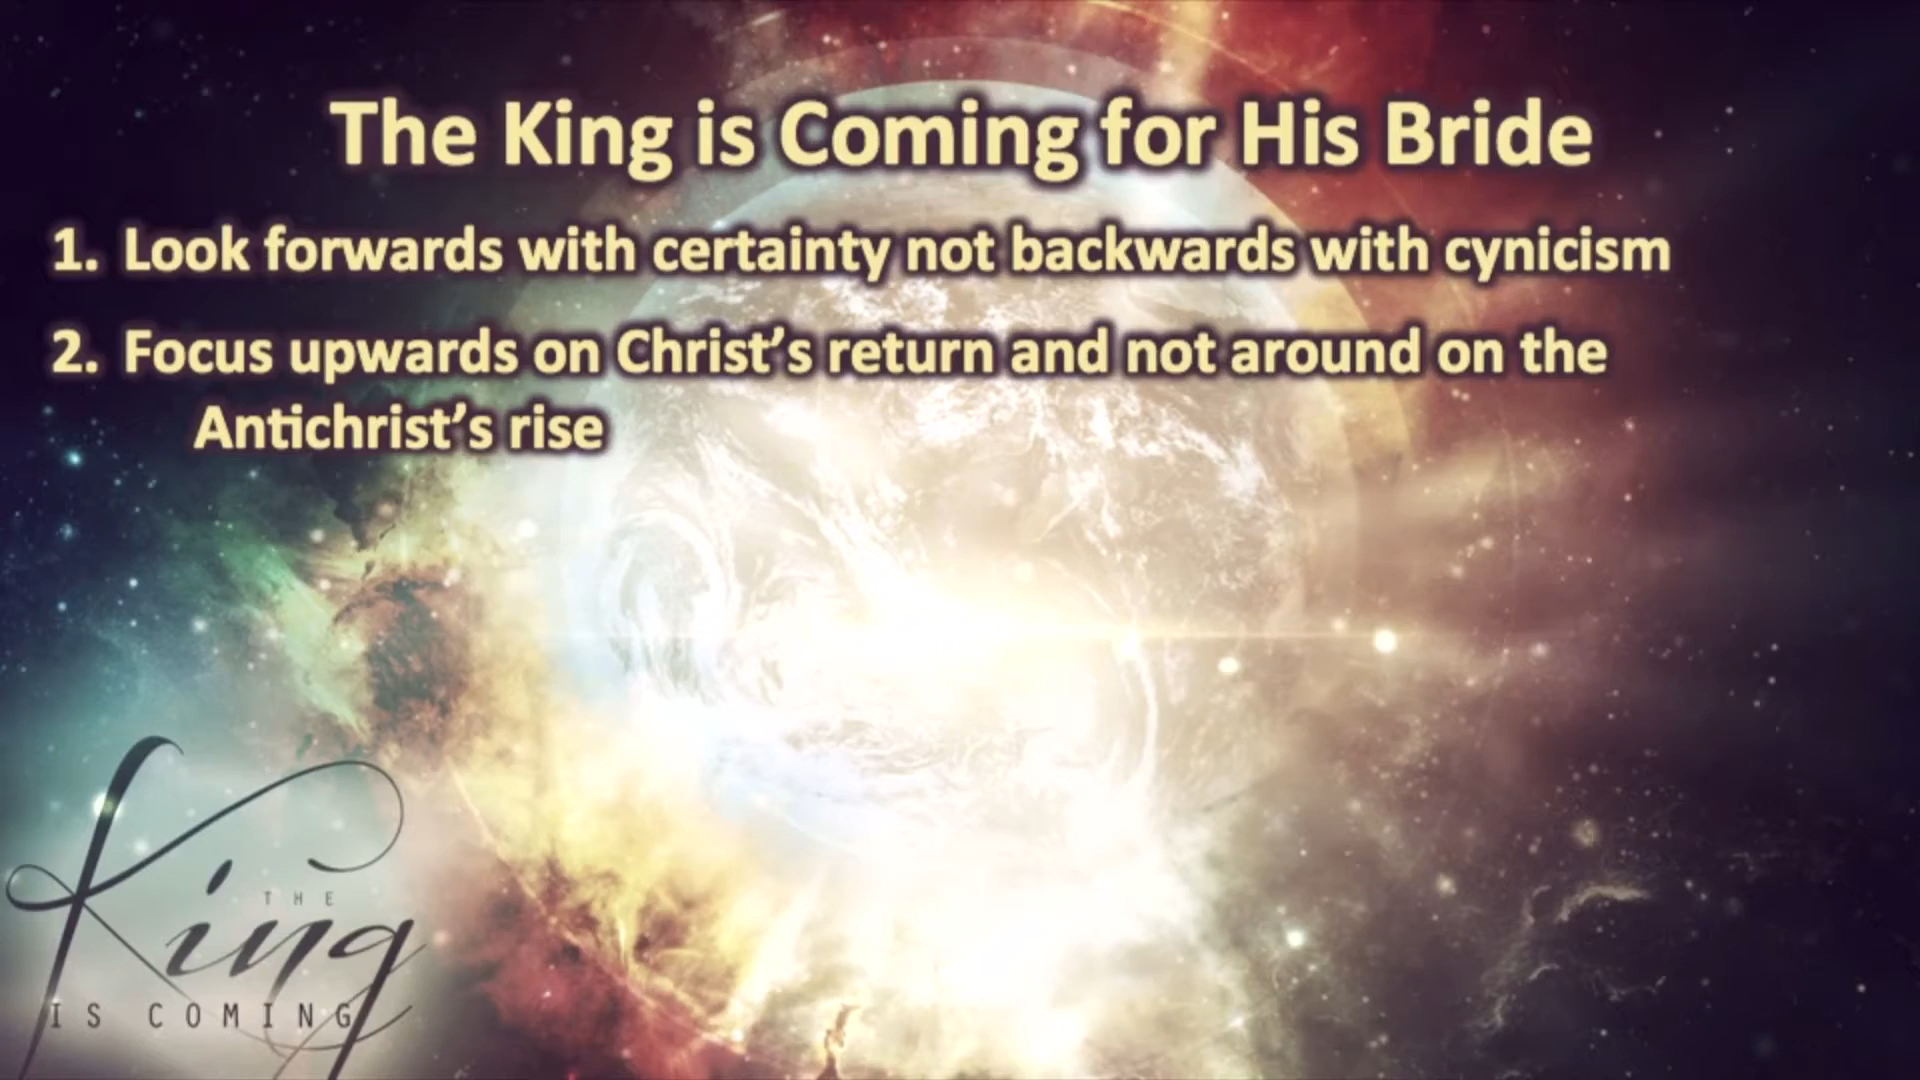 The King is Coming for His Bride
1. Look forwards with certainty not backwards with cynicism
2. Focus upwards on Christ’s return and not around on the
Antichrist’s rise
THE
King
IS COMING